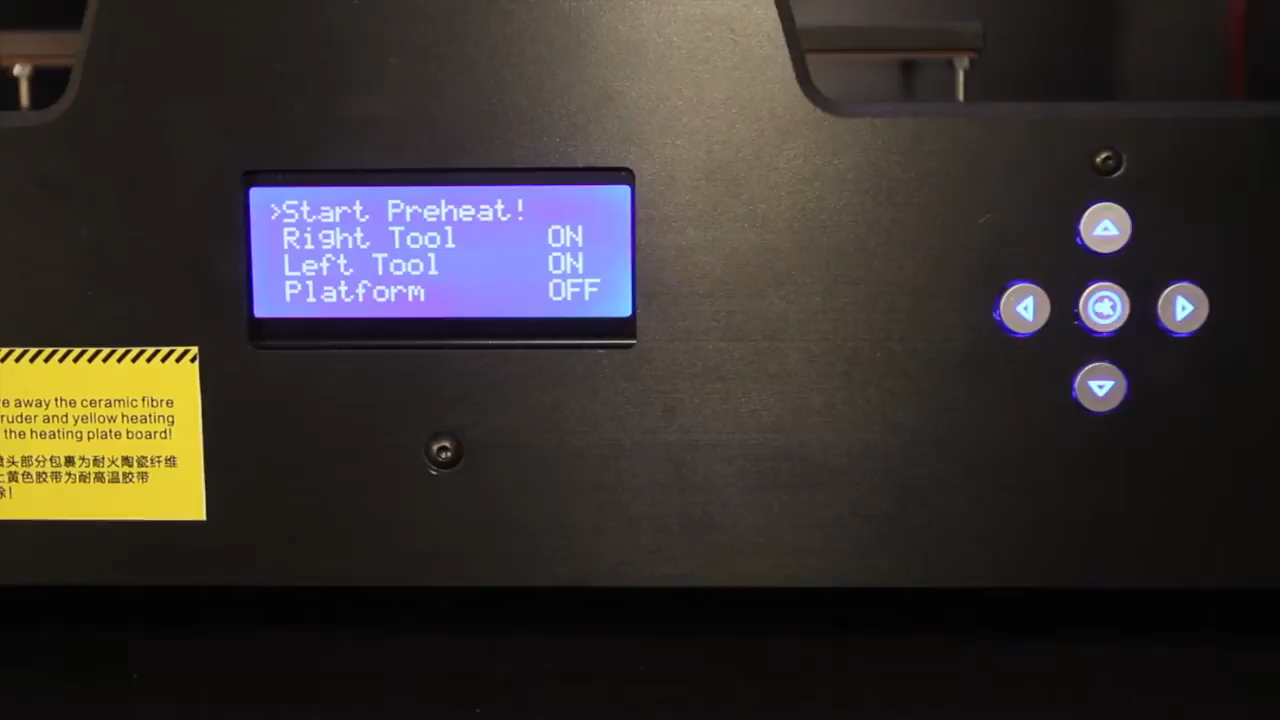 >Start Preheat!
Right Tool ON
Left Tool ON
Platform OFF
OK
away the ceramic fibre
and yellow heating
the heating plate board!
头部分包裹为耐火陶瓷纤维
黄色胶带为耐高温胶带
!